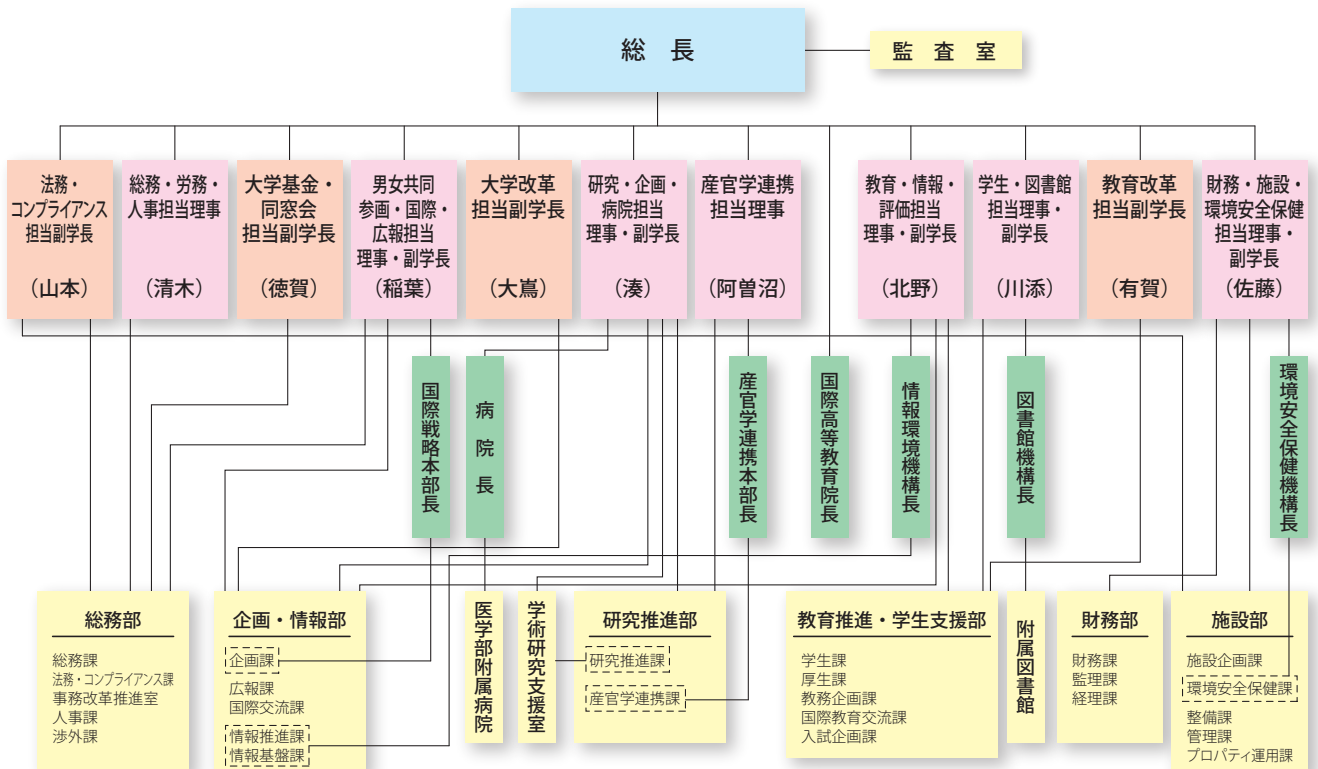 総長
監査室
法務・
コンプライアンス
担当副学長
（山本）
総務・労務・
人事担当理事
（清木）
大学基金・
同窓会
担当副学長
（徳賀）
男女共同
参画・国際・
広報担当
理事・副学長
（稲葉）
大学改革
担当副学長
（大嶌）
研究・企画・
病院担当
理事・副学長
（湊）
産官学連携
担当理事
（阿曽沼）
教育・情報・
評価担当
理事・副学長
（北野）
学生・図書館
担当理事・
副学長
（川添）
教育改革
担当副学長
（有賀）
財務・施設・
環境安全保健
担当理事・
副学長
（佐藤）
国際戦略本部長
病院長
産官学連携本部長
国際高等教育院長
情報環境機構長
図書館機構長
環境安全保健機構長
総務部
総務課
法務・コンプライアンス課
事務改革推進室
人事課
渉外課
企画・情報部
企画課
広報課
国際交流課
情報推進課
情報基盤課
医学部附属病院
学術研究支援室
研究推進部
研究推進課
産官学連携課
教育推進・学生支援部
学生課
厚生課
教務企画課
国際教育交流課
入試企画課
附属図書館
財務部
財務課
監理課
経理課
施設部
施設企画課
環境安全保健課
整備課
管理課
プロパティ運用課